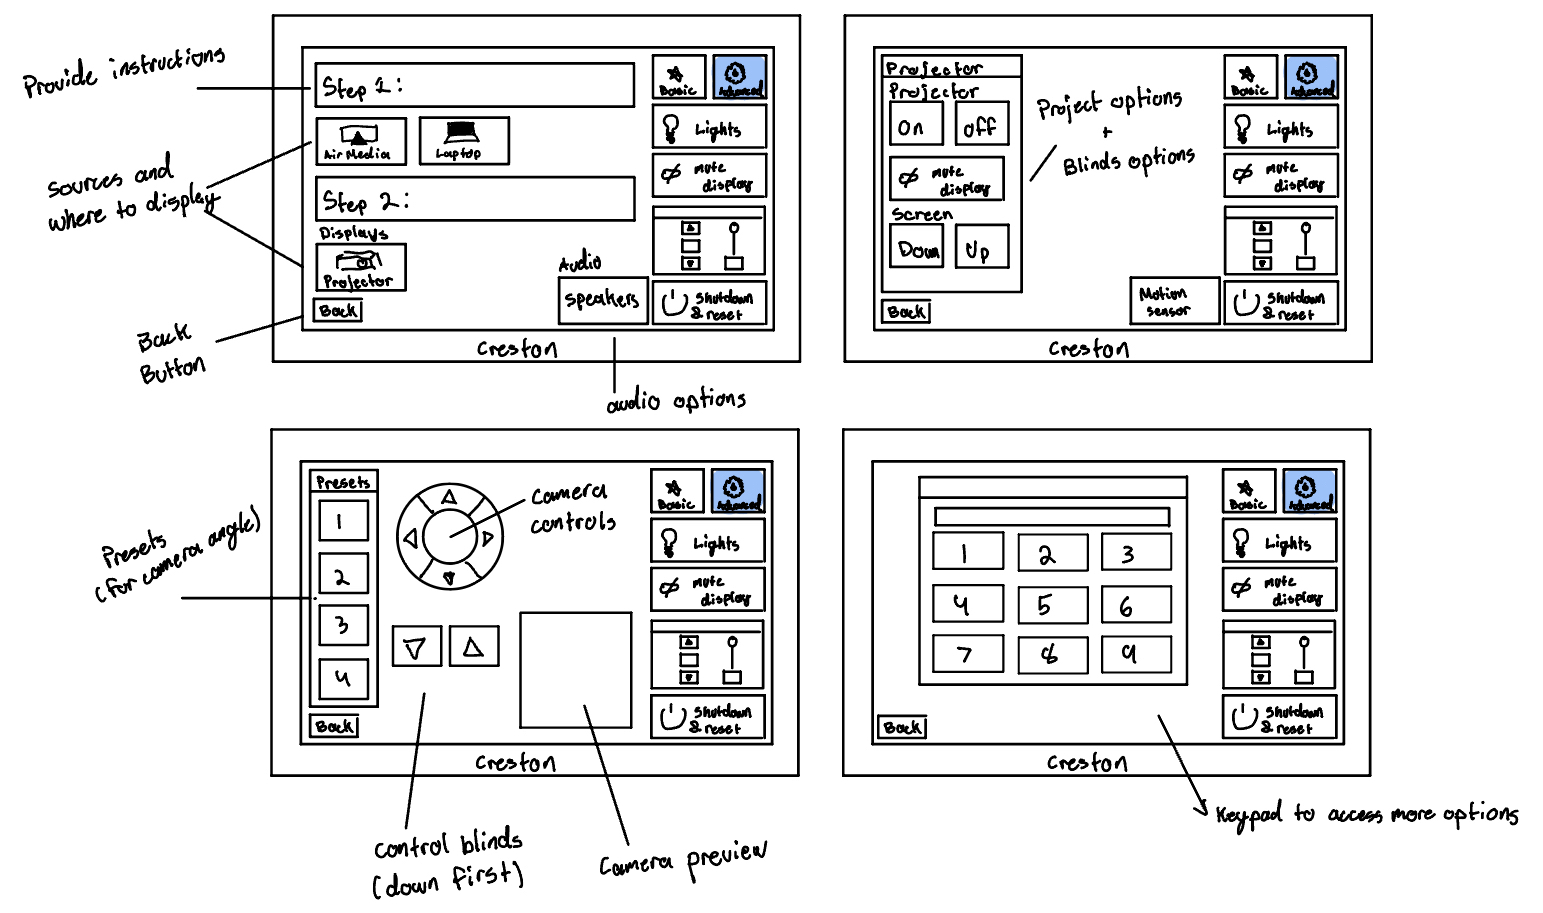 Provide instructions
Step 1:
Air Media
Laptop
Sources and
where to display
Step 2:
Displays
Projector
Audio
Speakers
Back
Back
Button
Basic
Advanced
Lights
mute
display
Shutdown
& reset
Creston
audio options
Projector
Projector
On
Off
mute
display
Screen
Down
Up
Back
Project options
+
Blinds options
Motion
sensor
Basic
Advanced
Lights
mute
display
Shutdown
& reset
Creston
Presets
(for camera angle)
Presets
1
2
3
4
Back
Camera
controls
control blinds
(down first)
Camera preview
Basic
Advanced
Lights
mute
display
Shutdown
& reset
Creston
1
2
3
4
5
6
7
8
9
Back
Basic
Advanced
Lights
mute
display
Shutdown
& reset
Creston
Keypad to access more options